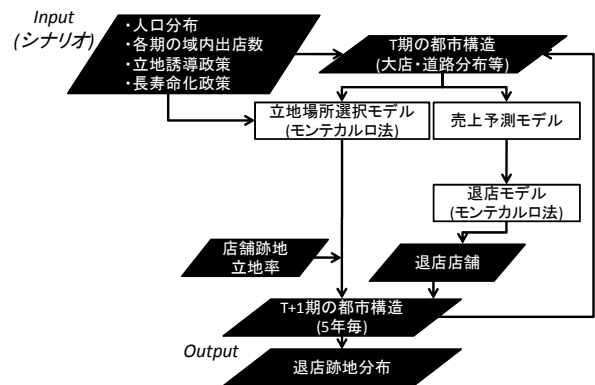 Input
(シナリオ)
・人口分布
・各期の域内出店数
・立地誘導政策
・長寿命化政策
T期の都市構造
(大店・道路分布等)
立地場所選択モデル
(モンテカルロ法)
売上予測モデル
退店モデル
(モンテカルロ法)
店舗跡地
立地率
退店店舗
T+1期の都市構造
(5年毎)
Output
退店跡地分布